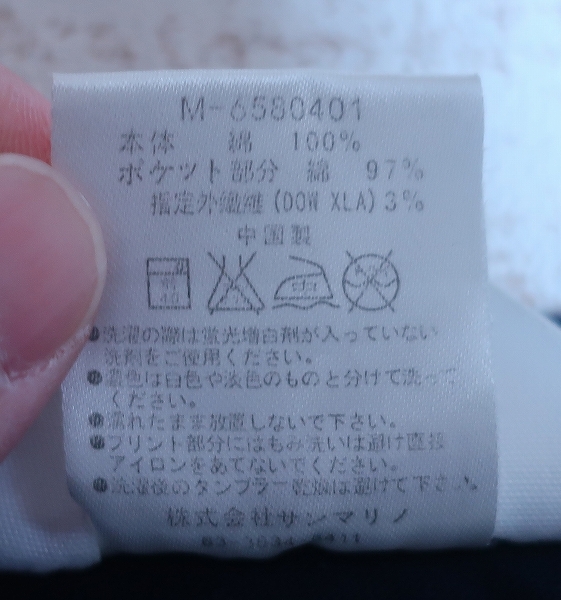 M-6580401
本体 綿 100%
ポケット部分 綿 97%
指定外繊維(DOW XLA)3%
中国製
40
●洗濯の際は蛍光増白剤が入っていない
洗剤をご使用ください。
●濃色は白色や淡色のものと分けて洗って
ください。
●濡れたまま放置しないで下さい。
●プリント部分にはもみ洗いは避け直接
アイロンをあてないでください。
●洗濯後のタンブラー乾燥は避けて下さい。
株式会社サンマリノ